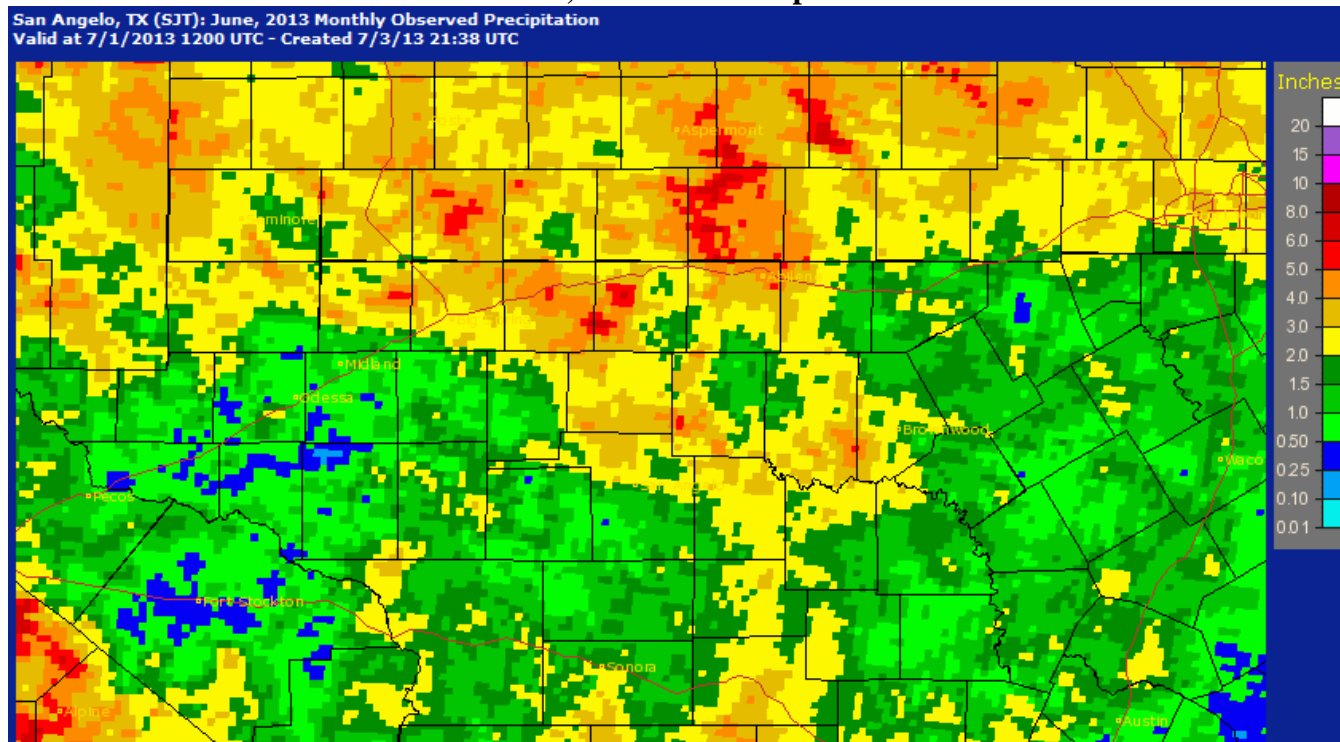 San Angelo, TX (SJT): June, 2013 Monthly Observed Precipitation
Valid at 7/1/2013 1200 UTC - Created 7/3/13 21:38 UTC
Inches
20
15
10
8.0
6.0
5.0
4.0
3.0
2.0
1.5
1.0
0.50
0.25
0.10
0.01
Aspermont
Abilene
Midland
Odessa
Brownwood
Waco
Pecos
Fort Stockton
Sonora
Alpine
Austin